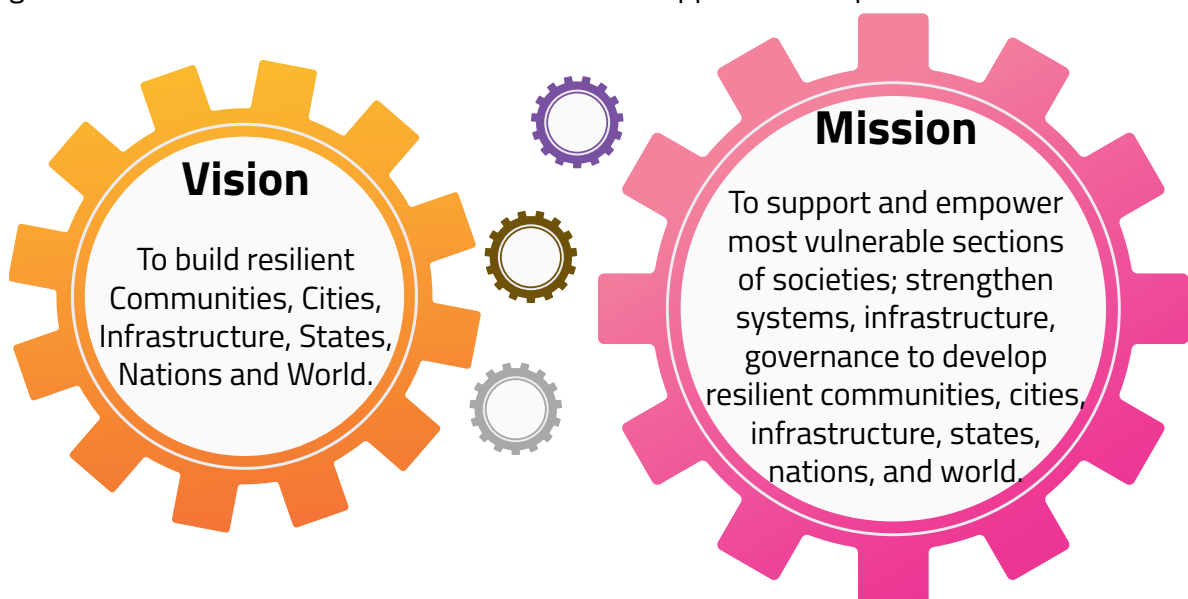 Vision
To build resilient
Communities, Cities,
Infrastructure, States,
Nations and World.
Mission
To support and empower
most vulnerable sections
of societies; strengthen
systems, infrastructure,
governance to develop
resilient communities, cities,
infrastructure, states,
nations, and world.